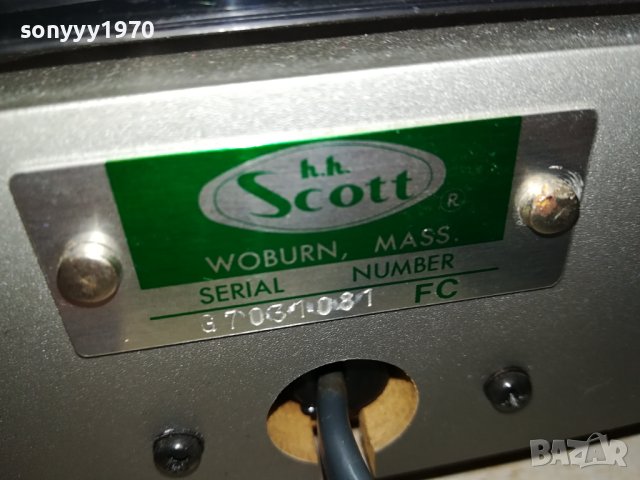 sonyyy1970
h.h.
Scott
R
WOBURN, MASS.
SERIAL NUMBER
G7031081 FC
BAZAR